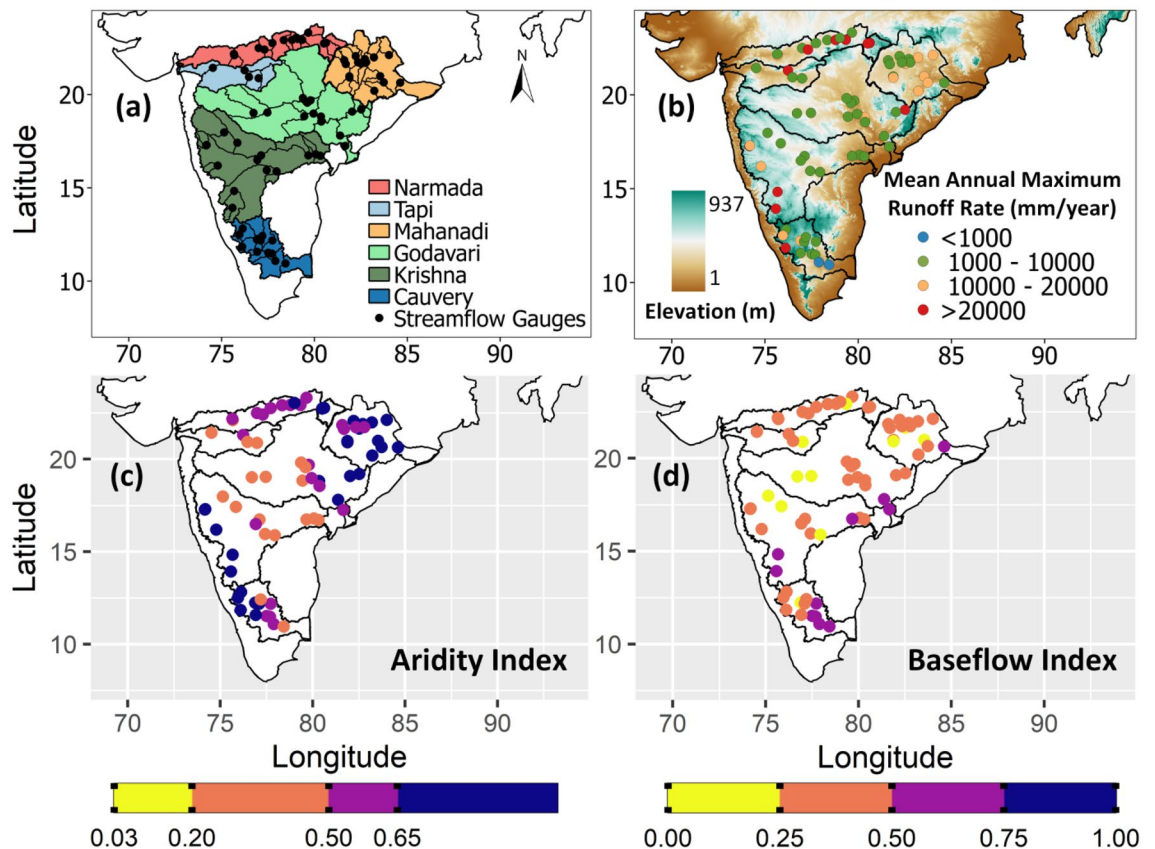 (a)
N
Latitude
20
15
10
Narmada
Tapi
Mahanadi
Godavari
Krishna
Cauvery
Streamflow Gauges
70 75 80 85 90
(b)
20
15
10
937
1
Elevation (m)
Mean Annual Maximum
Runoff Rate (mm/year)
<1000
1000 - 10000
10000 - 20000
>20000
70 75 80 85 90
(c)
Latitude
20
15
10
Aridity Index
70 75 80 85 90
Longitude
0.03 0.20 0.50 0.65
(d)
20
15
10
Baseflow Index
70 75 80 85 90
Longitude
0.00 0.25 0.50 0.75 1.00